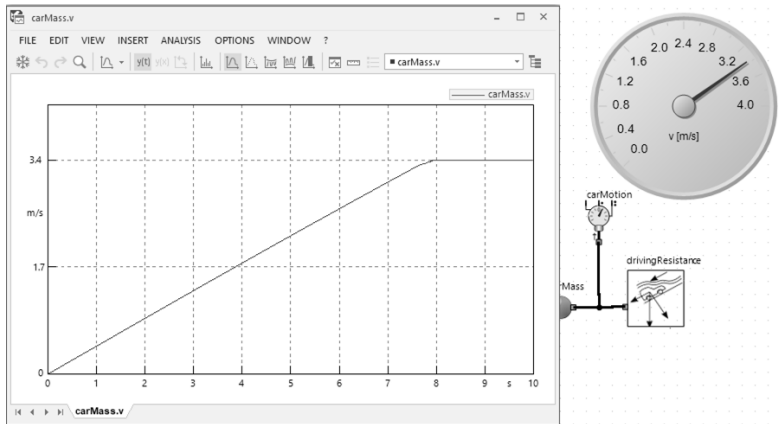 carMass.v
FILE EDIT VIEW INSERT ANALYSIS OPTIONS WINDOW ?
y(t) y(x) carMass.v
carMass.v
3.4
m/s
1.7
0
0 1 2 3 4 5 6 7 8 9 s 10
carMass.v
0.0 0.4 0.8 1.2 1.6 2.0 2.4 2.8 3.2 3.6 4.0
v [m/s]
carMotion
drivingResistance
rMass